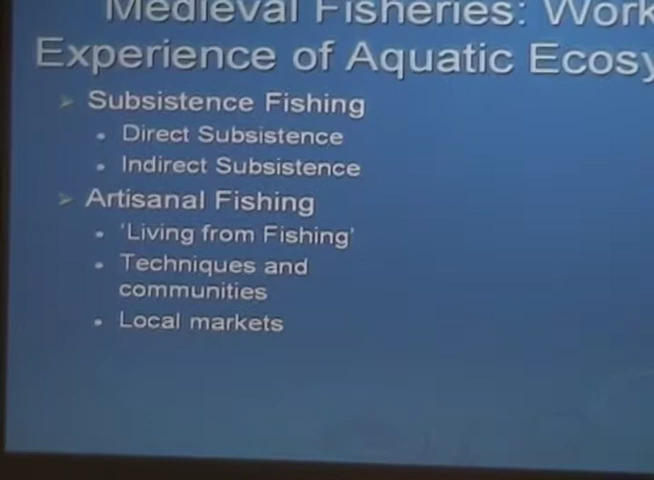 Medieval Fisheries: Work
Experience of Aquatic Ecosy
Subsistence Fishing
Direct Subsistence
Indirect Subsistence
Artisanal Fishing
'Living from Fishing'
Techniques and
communities
Local markets